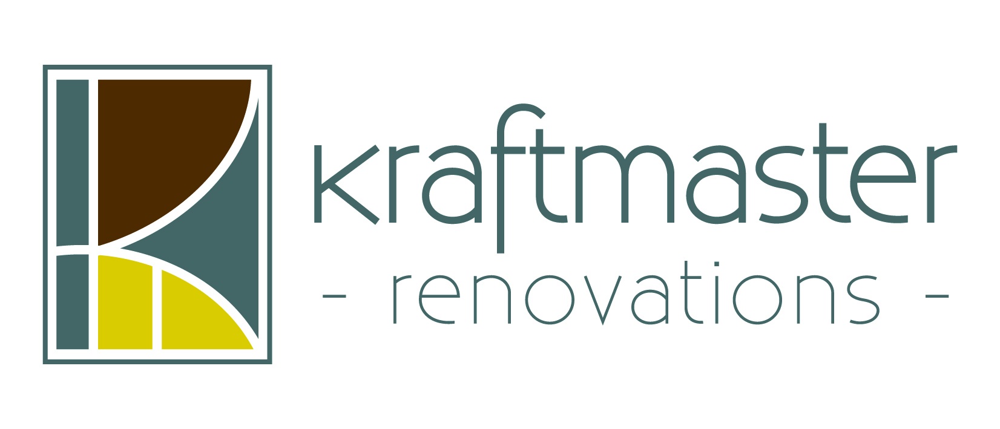 kraftmaster
- renovations -